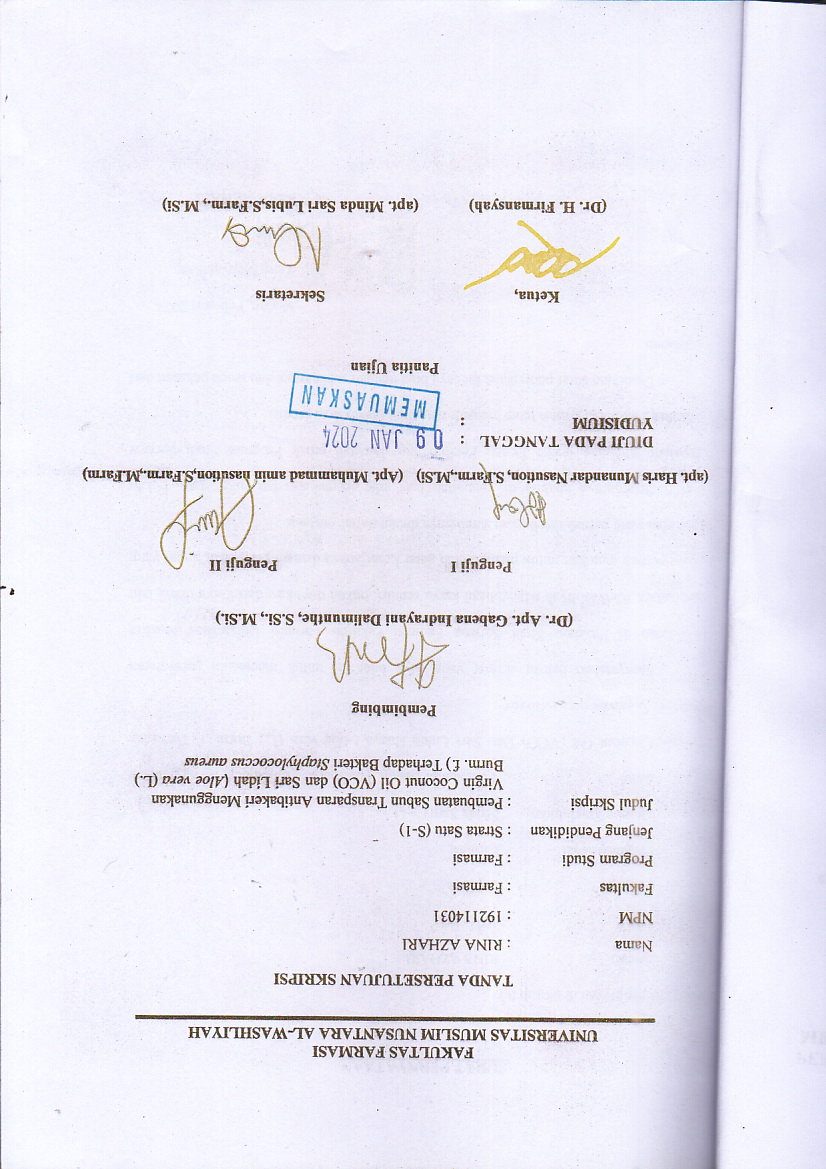 FAKULTAS FARMASI
UNIVERSITAS MUSLIM NUSANTARA AL-WASHLIYAH
TANDA PERSETUJUAN SKRIPSI
Nama : RINA AZHARI
NPM : 192114031
Fakultas : Farmasi
Program Studi : Farmasi
Jenjang Pendidikan : Strata Satu (S-1)
Judul Skripsi : Pembuatan Sabun Transparan Antibakteri Menggunakan
Virgin Coconut Oil (VCO) dan Sari Lidah (Aloe vera (L.)
Burm. f.) Terhadap Bakteri Staphylococcus aureus
Pembimbing
(Dr. Apt. Gabena Indrayani Dalimunthe, S.Si., M.Si.)
Penguji I Penguji II
(apt. Haris Munandar Nasution, S.Farm.,M.Si) (Apt. Muhammad amin nasution,S.Farm.,M.Farm)
DIUJI PADA TANGGAL : 09 JAN 2024
YUDISIUM : MEMUASKAN
Panitia Ujian
Ketua, Sekretaris
(Dr. H. Firmansyah) (apt. Minda Sari Lubis,S.Farm., M.Si)